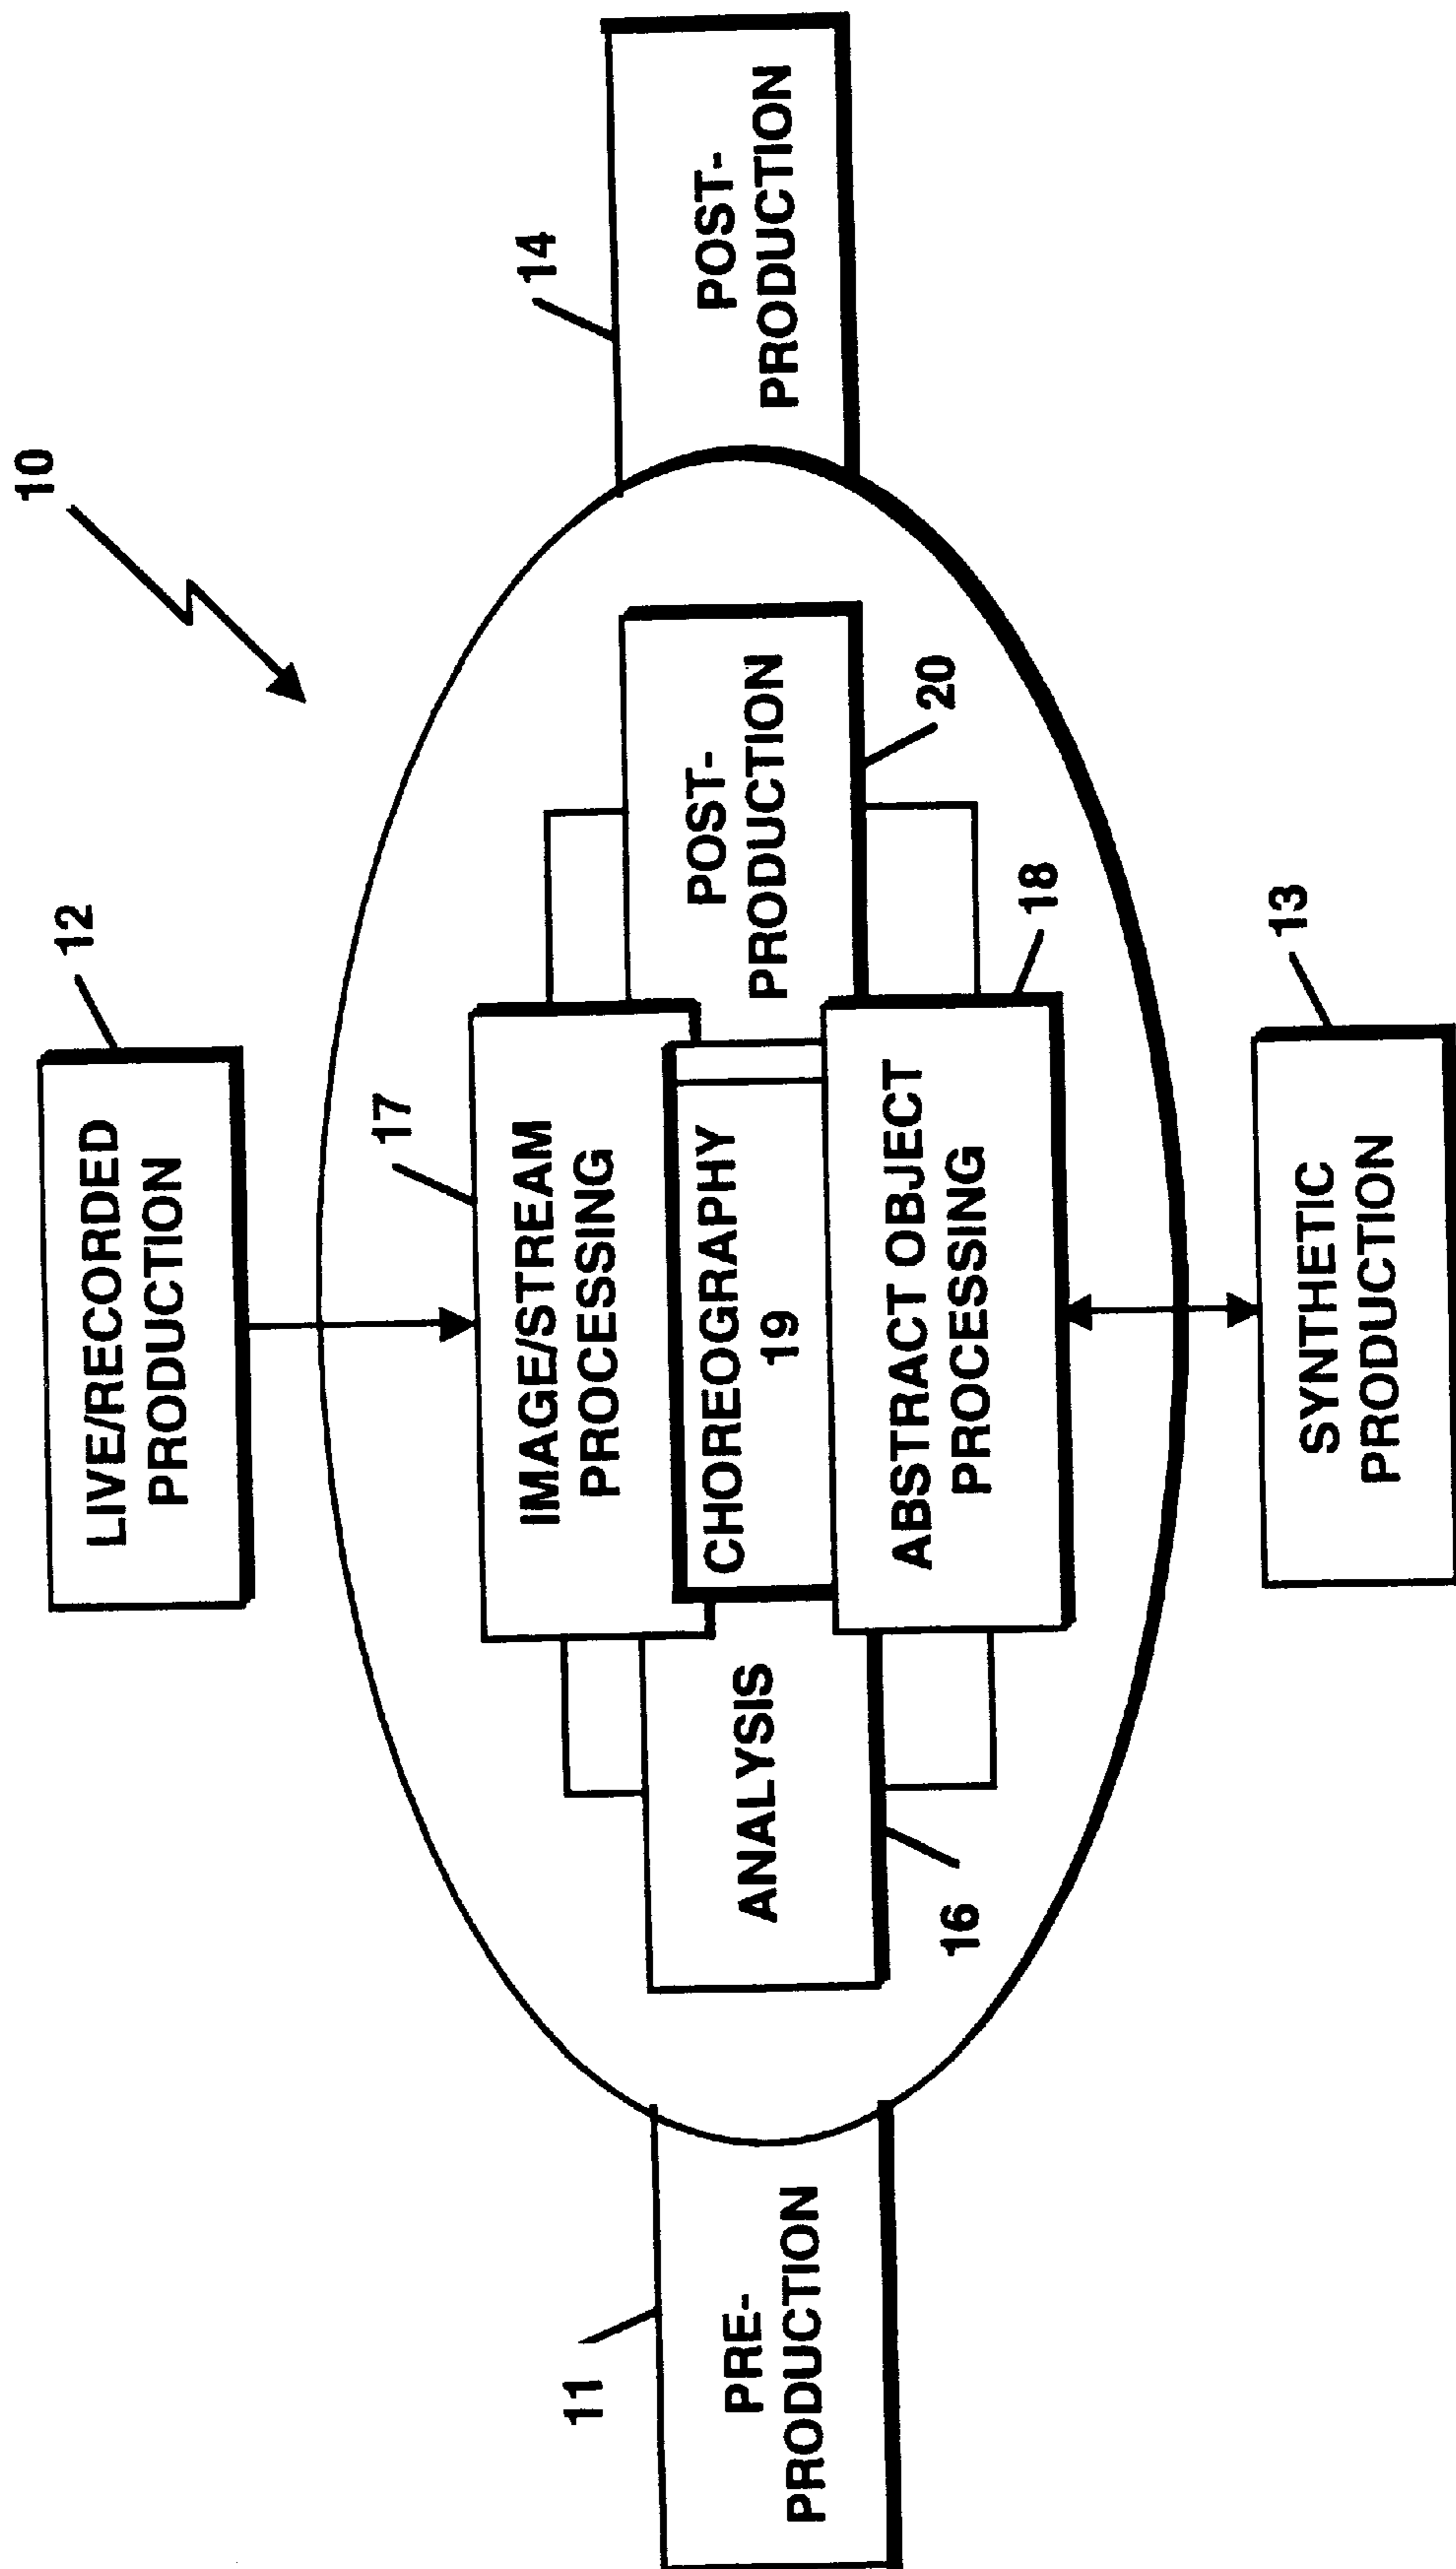 10
12
LIVE/RECORDED
PRODUCTION
17
IMAGE/STREAM
PROCESSING
14
POST-
PRODUCTION
11
PRE-
PRODUCTION
ANALYSIS
16
CHOREOGRAPHY
19
POST-
PRODUCTION
20
ABSTRACT OBJECT
PROCESSING
18
13
SYNTHETIC
PRODUCTION